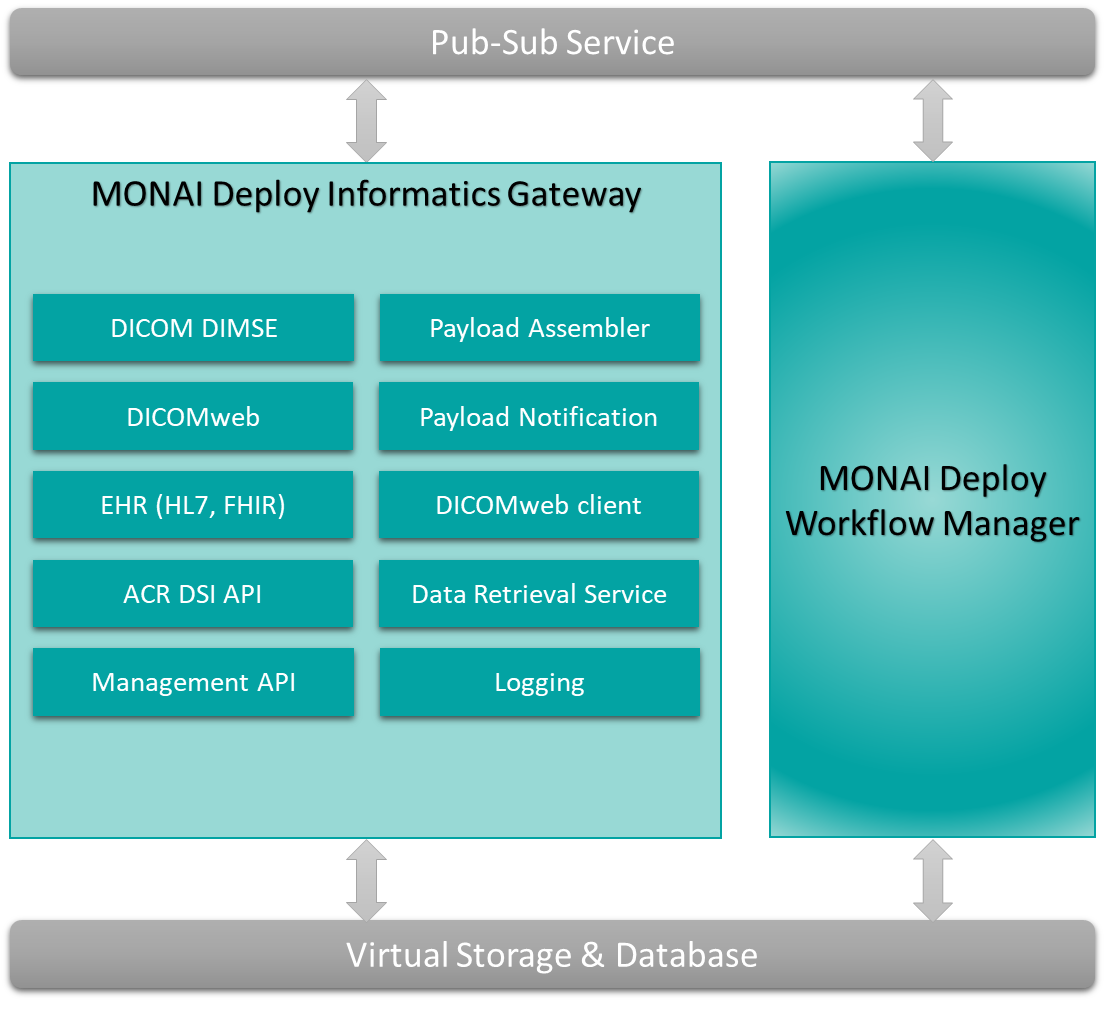 Pub-Sub Service
MONAI Deploy Informatics Gateway
DICOM DIMSE
Payload Assembler
DICOMweb
Payload Notification
EHR (HL7, FHIR)
DICOMweb client
ACR DSI API
Data Retrieval Service
Management API
Logging
MONAI Deploy
Workflow Manager
Virtual Storage & Database